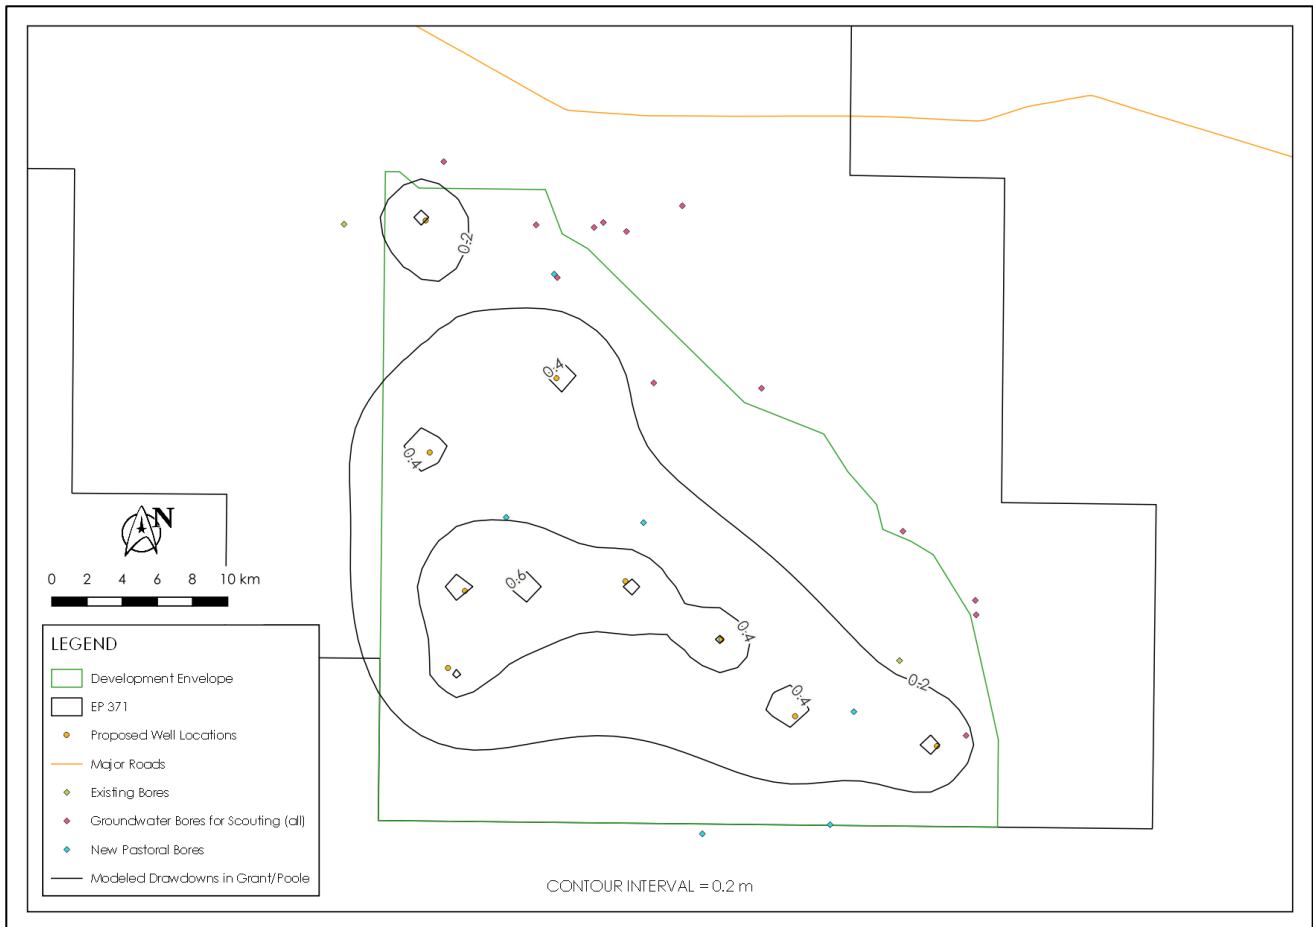 0.2
0.4
0.4
N
0 2 4 6 8 10 km
0.6
0.4
0.2
0.4
LEGEND
Development Envelope
EP 371
Proposed Well Locations
Major Roads
Existing Bores
Groundwater Bores for Scouting (all)
New Pastoral Bores
Modeled Drawdowns in Grant/Poole
CONTOUR INTERVAL = 0.2 m